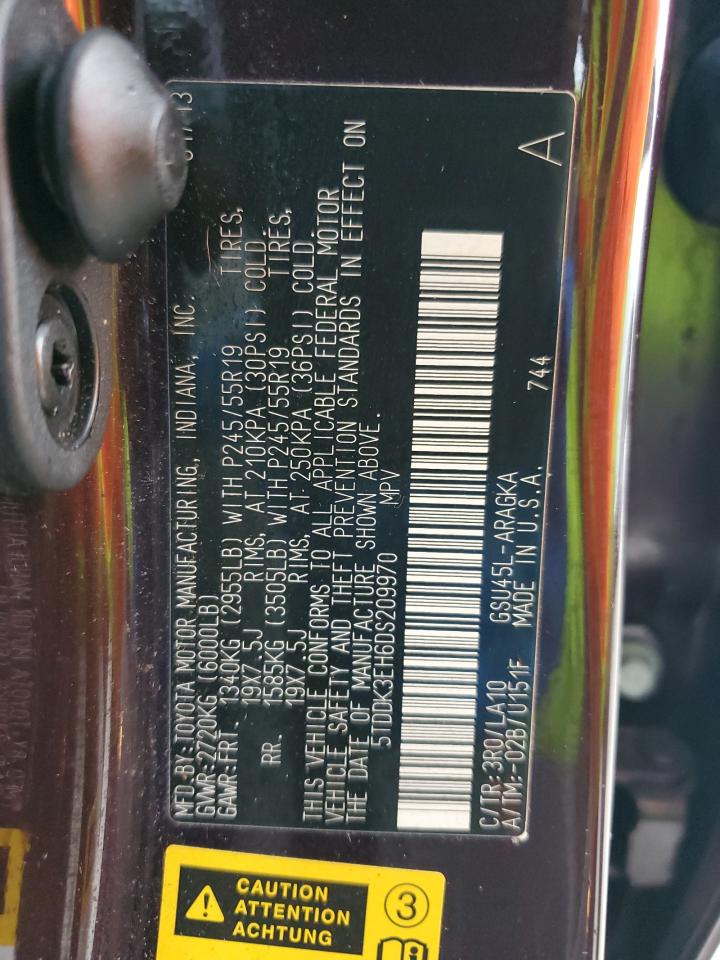 MFD. BY: TOYOTA MOTOR MANUFACTURING, INDIANA, INC.
GVWR: 2720KG (6000LB)
GAWR: FRT. 1340KG (2955LB) WITH P245/55R19 TIRES,
19X7.5J RIMS, AT 210KPA (30PSI) COLD.
RR. 1585KG (3505LB) WITH P245/55R19 TIRES,
19X7.5J RIMS, AT 250KPA (36PSI) COLD.
THIS VEHICLE CONFORMS TO ALL APPLICABLE FEDERAL MOTOR
VEHICLE SAFETY AND THEFT PREVENTION STANDARDS IN EFFECT ON
THE DATE OF MANUFACTURE SHOWN ABOVE.
5TDDK3EH6DS209970 MPV
C/TR: 3R0/LA10 GSU45L-ARAGKA 744 A
A/TM: -02B/U151F MADE IN U.S.A.
CAUTION
ATTENTION
ACHTUNG
3